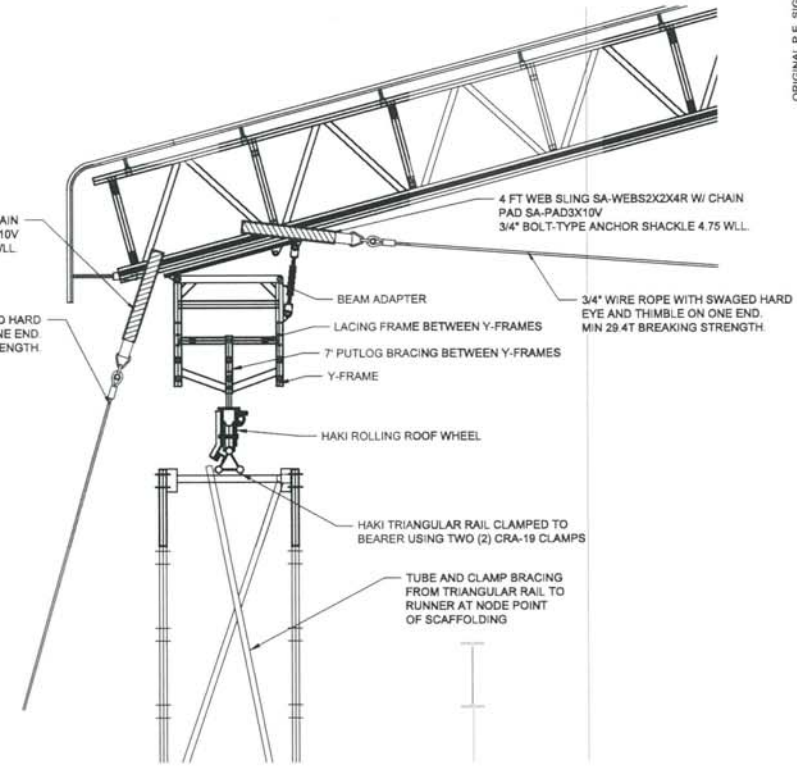 ORIGINAL P.E. SIG
4 FT WEB SLING SA-WEBS2X2X4R W/ CHAIN
PAD SA-PAD3X10V
3/4" BOLT-TYPE ANCHOR SHACKLE 4.75 WLL.
AIN
10V
WLL.
3/4" WIRE ROPE WITH SWAGED HARD
EYE AND THIMBLE ON ONE END.
MIN 29.4T BREAKING STRENGTH.
D HARD
NE END.
ENGTH.
BEAM ADAPTER
LACING FRAME BETWEEN Y-FRAMES
7' PUTLOG BRACING BETWEEN Y-FRAMES
Y-FRAME
HAKI ROLLING ROOF WHEEL
HAKI TRIANGULAR RAIL CLAMPED TO
BEARER USING TWO (2) CRA-19 CLAMPS
TUBE AND CLAMP BRACING
FROM TRIANGULAR RAIL TO
RUNNER AT NODE POINT
OF SCAFFOLDING